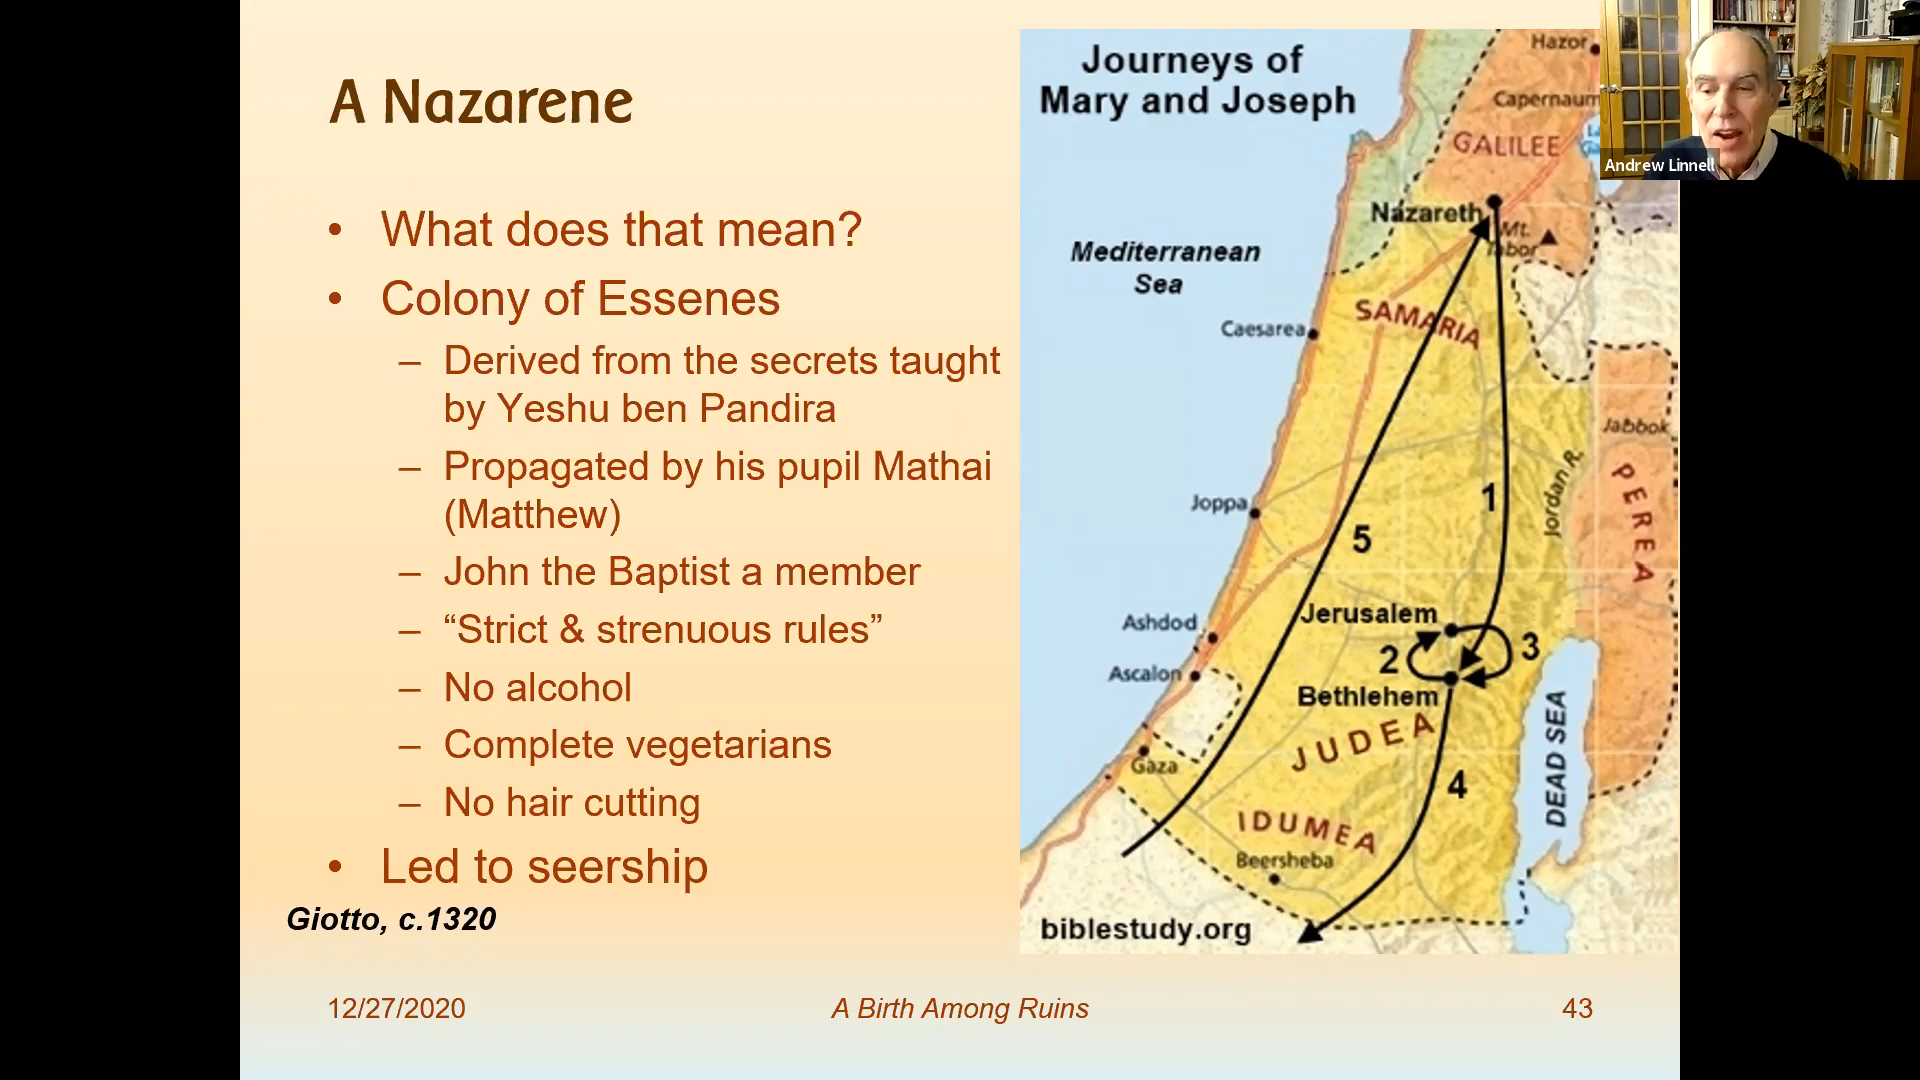 A Nazarene
• What does that mean?
• Colony of Essenes
– Derived from the secrets taught
by Yeshu ben Pandira
– Propagated by his pupil Mathai
(Matthew)
– John the Baptist a member
– “Strict & strenuous rules”
– No alcohol
– Complete vegetarians
– No hair cutting
• Led to seership
Giotto, c.1320
12/27/2020
A Birth Among Ruins
43
Journeys of
Mary and Joseph
Hazor
Capernaum
GALILEE
Nazareth
Mt.
Tabor
Mediterranean
Sea
SAMARIA
Caesarea
Jabbok
Jordan R.
PEREA
Joppa
1
5
Jerusalem
Ashdod
2
3
Ascalon
Bethlehem
JUDEA
Gaza
4
DEAD SEA
IDUMEA
Beersheba
biblestudy.org
Andrew Linnell